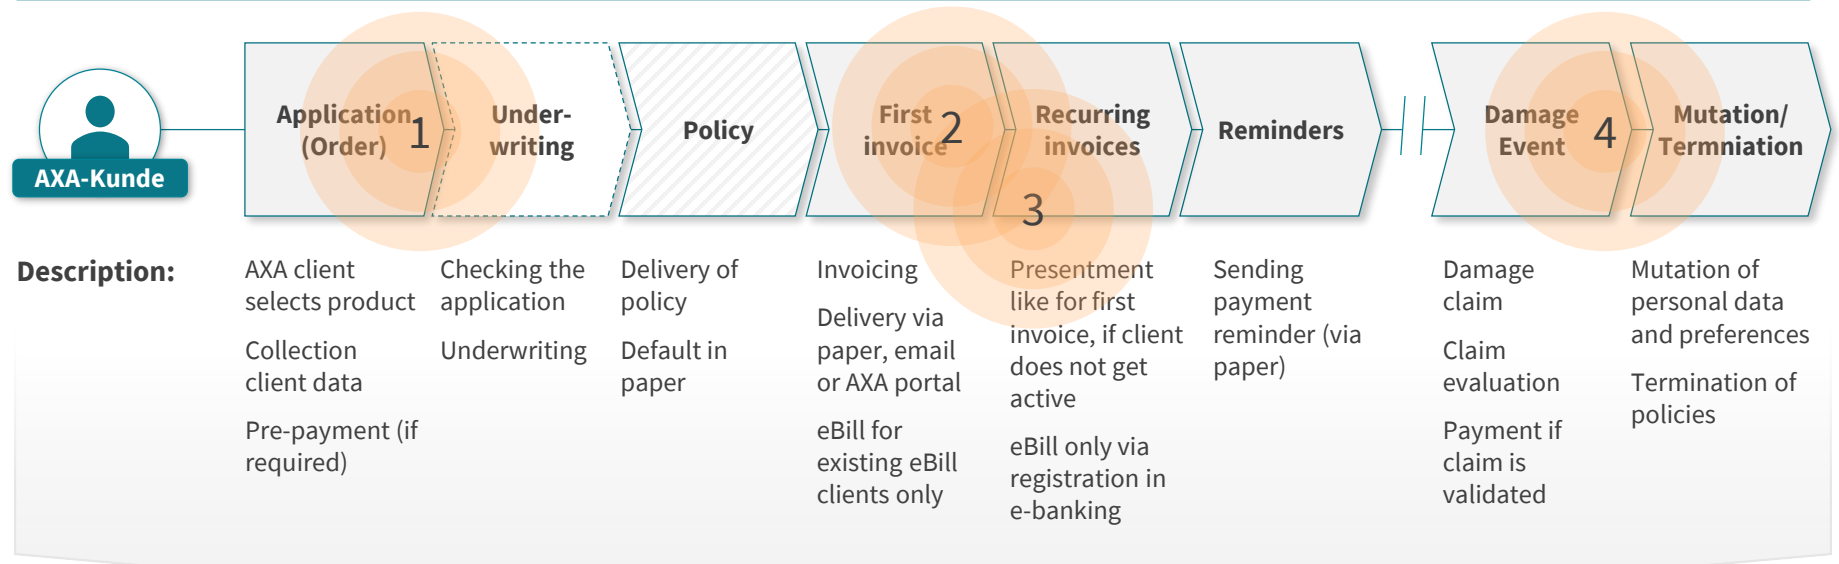 AXA-Kunde
Application
(Order)
1
Under-
writing
Policy
First
invoice
2
Recurring
invoices
3
Reminders
Damage
Event
4
Mutation/
Termniation
Description:
AXA client
selects product
Collection
client data
Pre-payment (if
required)
Checking the
application
Underwriting
Delivery of
policy
Default in
paper
Invoicing
Delivery via
paper, email
or AXA portal
eBill for
existing eBill
clients only
Presentment
like for first
invoice, if client
does not get
active
eBill only via
registration in
e-banking
Sending
payment
reminder (via
paper)
Damage
claim
Claim
evaluation
Payment if
claim is
validated
Mutation of
personal data
and preferences
Termination of
policies